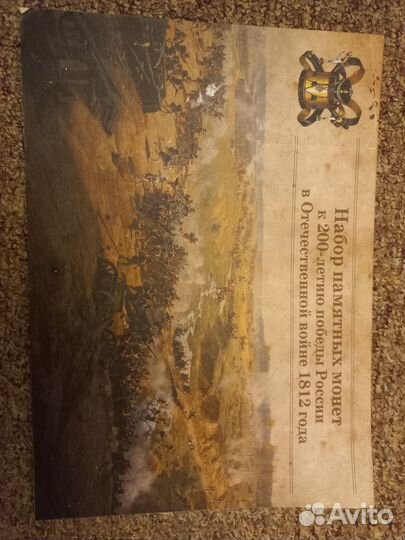 Набор памятных монет
к 200-летию победы России
в Отечественной войне 1812 года
Avito